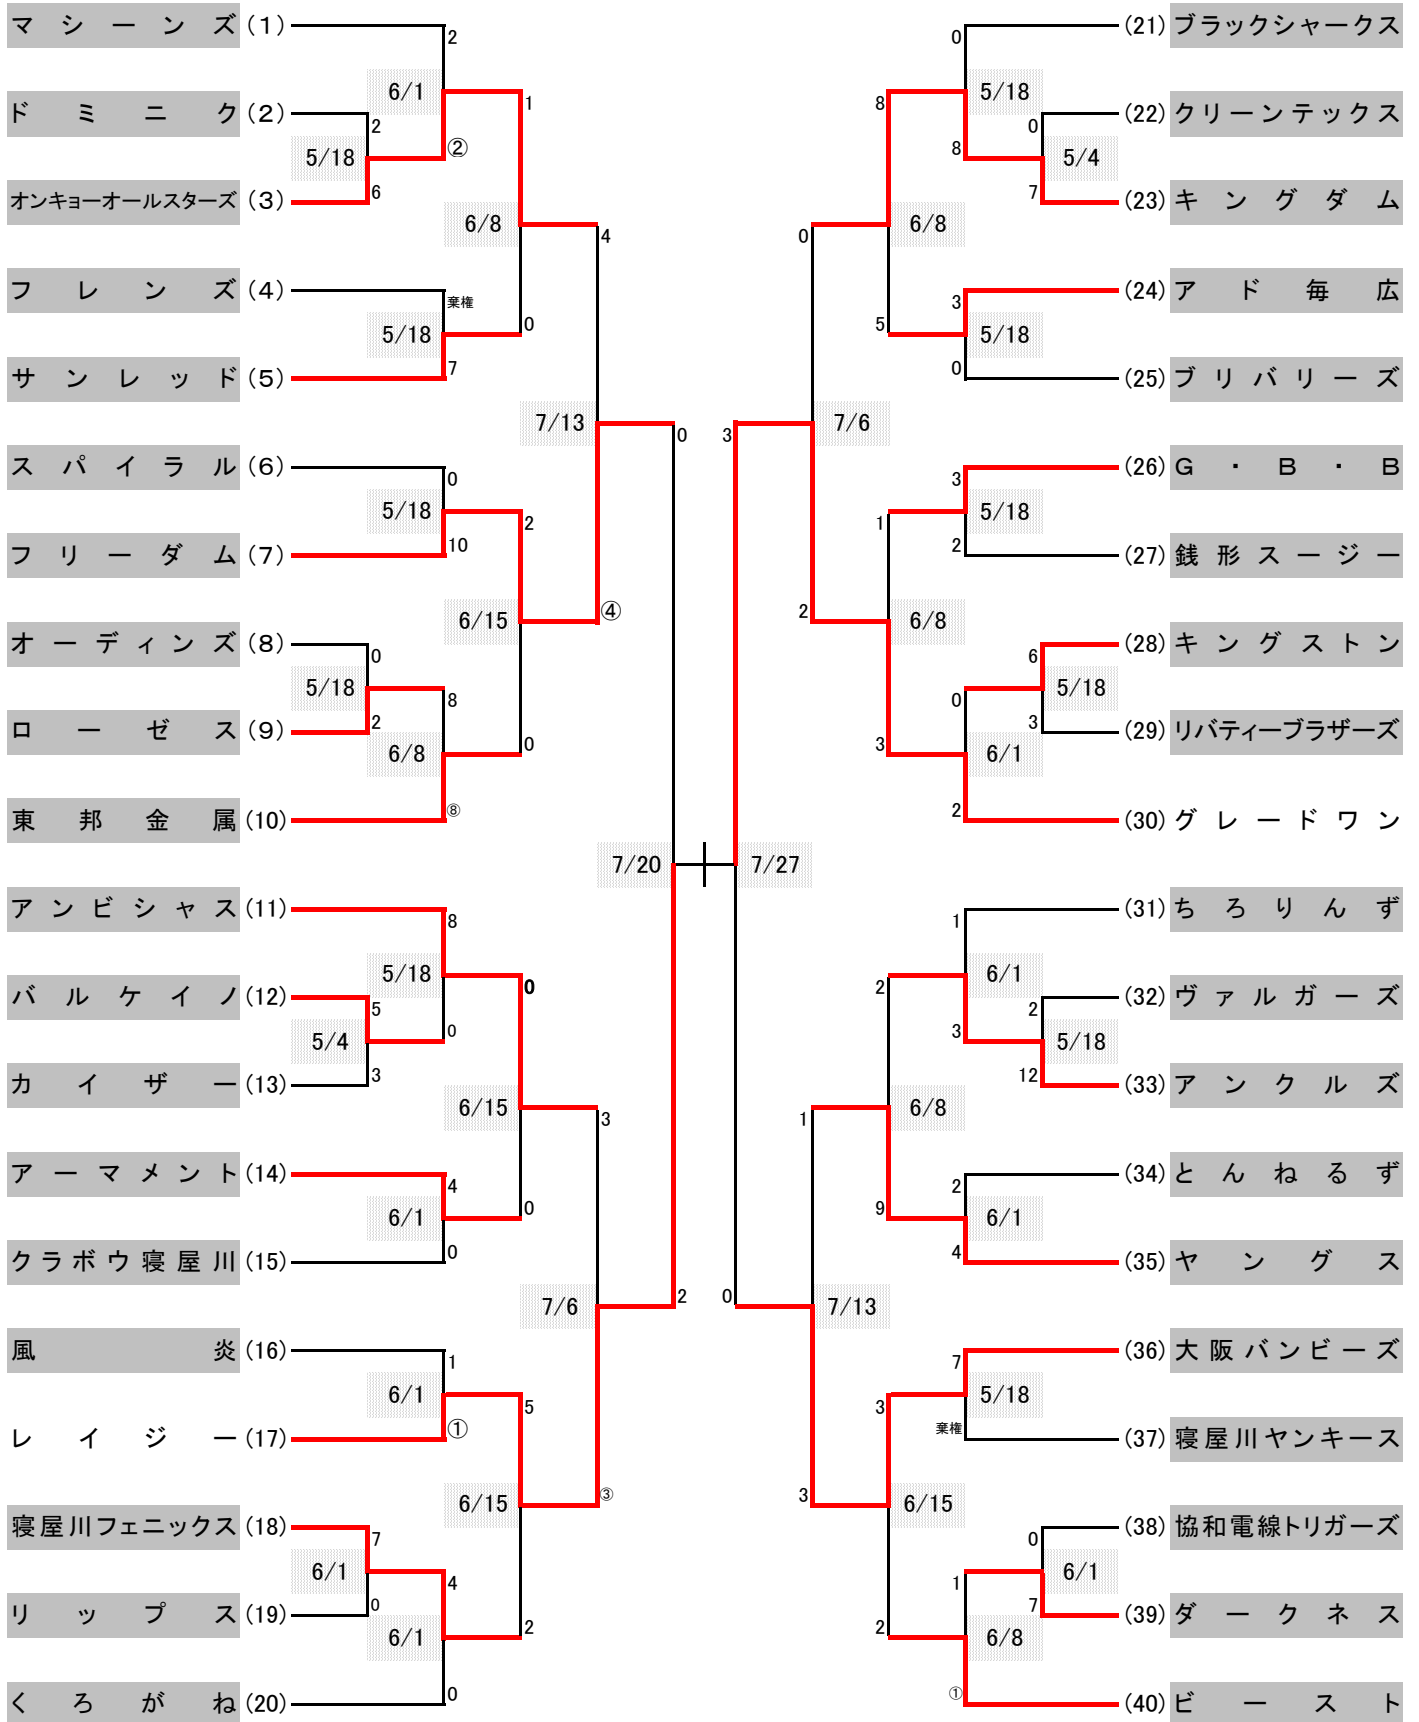 マシーンズ (1)
2
6/1
ドミニク (2)
2
5/18
②
1
オンキョーオールスターズ (3)
6
6/8
4
フレンズ (4)
棄権
5/18
0
サンレッド (5)
7
7/13
0
スパイラル (6)
0
5/18
2
フリーダム (7)
10
6/15
④
オーディンズ (8)
0
5/18
8
ローゼス (9)
2
6/8
0
東邦金属 (10)
⑧
7/20
アンビシャス (11)
8
5/18
0
バルケイノ (12)
5
5/4
0
カイザー (13)
3
6/15
3
アーマメント (14)
4
6/1
0
クラボウ寝屋川 (15)
0
7/6
2
風炎 (16)
1
6/1
5
レイジー (17)
①
6/15
③
寝屋川フェニックス (18)
7
6/1
4
リップス (19)
0
6/1
2
くろがね (20)
0
(21) ブラックシャークス
0
5/18
8
(22) クリーンテックス
0
5/4
8
(23) キングダム
7
6/8
0
(24) アド毎広
3
5/18
5
(25) ブリバリーズ
0
7/6
3
(26) G・B・B
3
5/18
1
(27) 銭形スージー
2
6/8
2
(28) キングストン
6
5/18
0
(29) リバティーブラザーズ
3
6/1
3
(30) グレードワン
2
7/27
(31) ちろりんず
1
6/1
2
(32) ヴァルガーズ
2
5/18
3
(33) アンクルズ
12
6/8
1
(34) とんねるず
2
6/1
9
(35) ヤングス
4
7/13
0
(36) 大阪バンビーズ
7
5/18
3
(37) 寝屋川ヤンキース
棄権
6/15
3
(38) 協和電線トリガーズ
0
6/1
1
(39) ダークネス
7
6/8
2
(40) ビースト
①